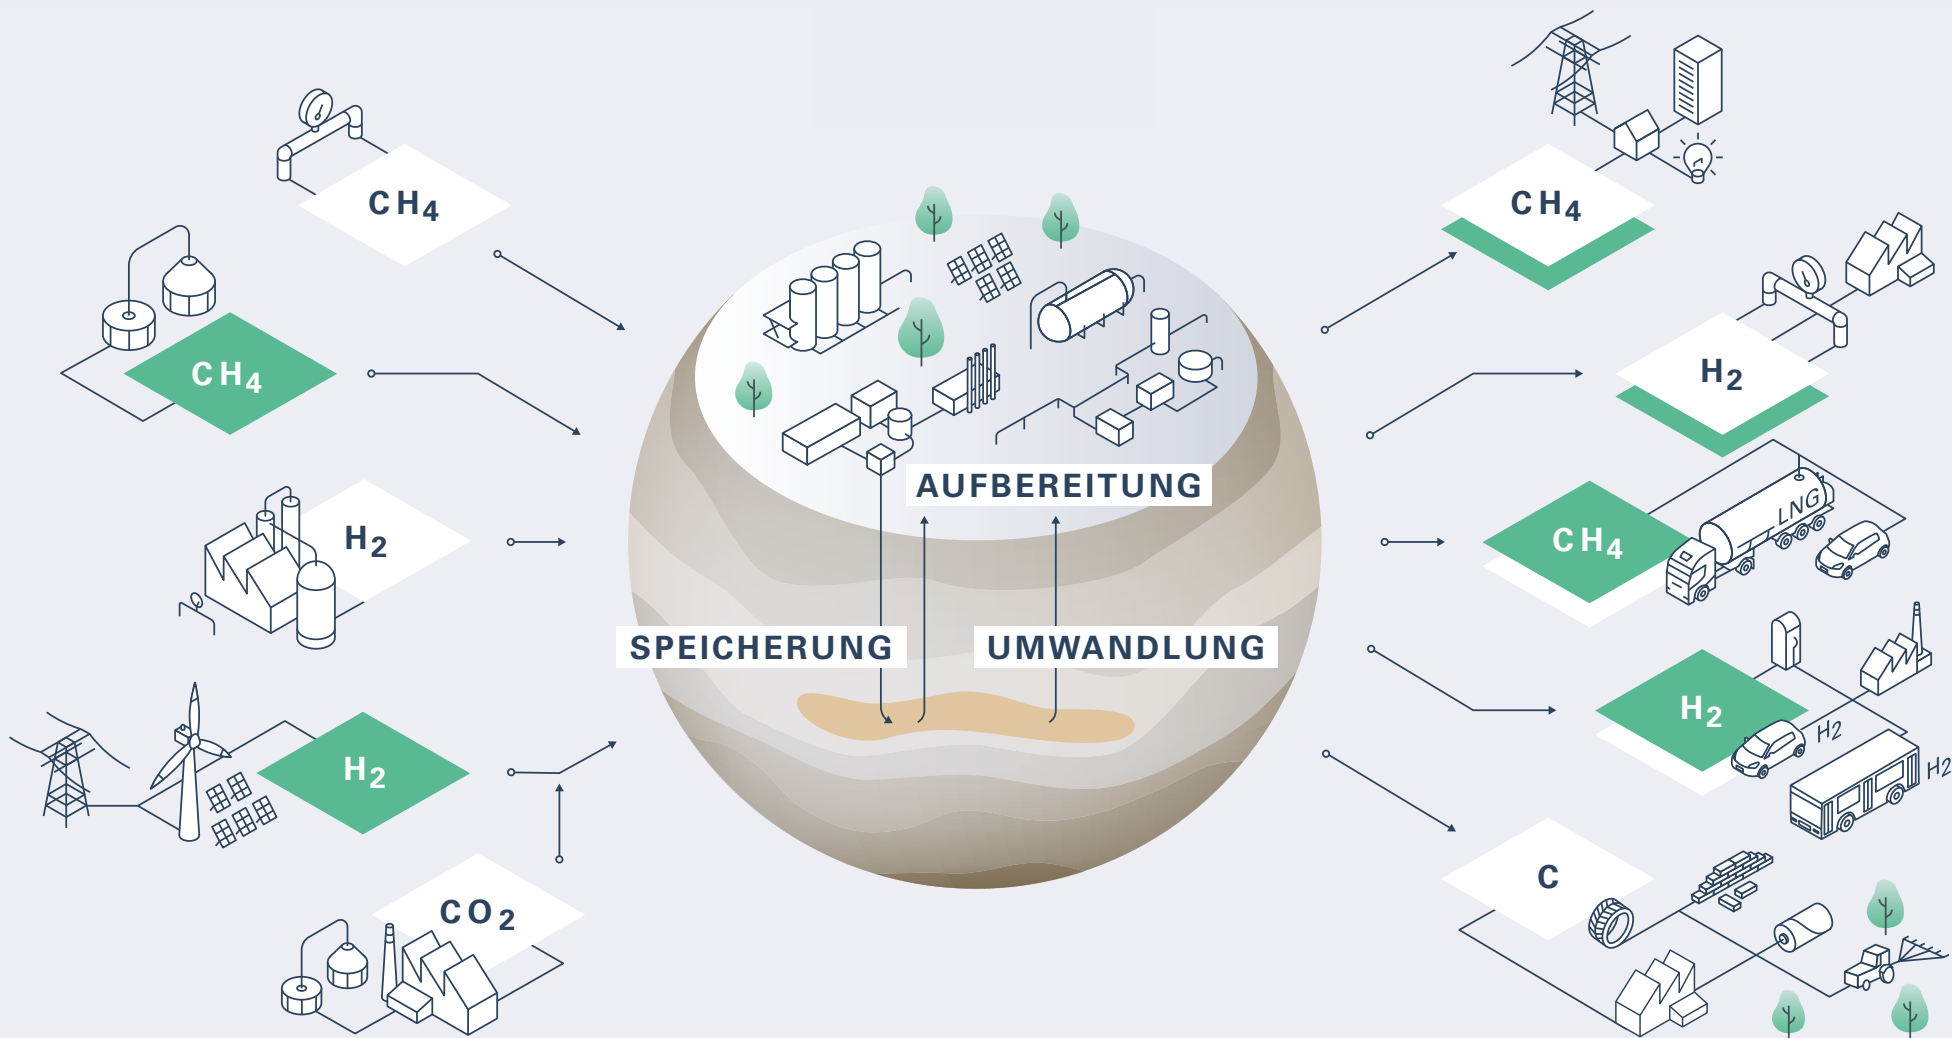 CH4
CH4
H2
H2
CO2
AUFBEREITUNG
SPEICHERUNG
UMWANDLUNG
CH4
H2
CH4
LNG
H2
H2
H2
C